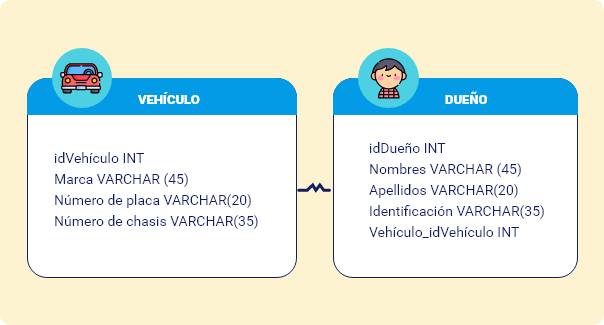 VEHÍCULO
idVehículo INT
Marca VARCHAR (45)
Número de placa VARCHAR(20)
Número de chasis VARCHAR(35)
DUEÑO
idDueño INT
Nombres VARCHAR (45)
Apellidos VARCHAR(20)
Identificación VARCHAR(35)
Vehículo_idVehículo INT